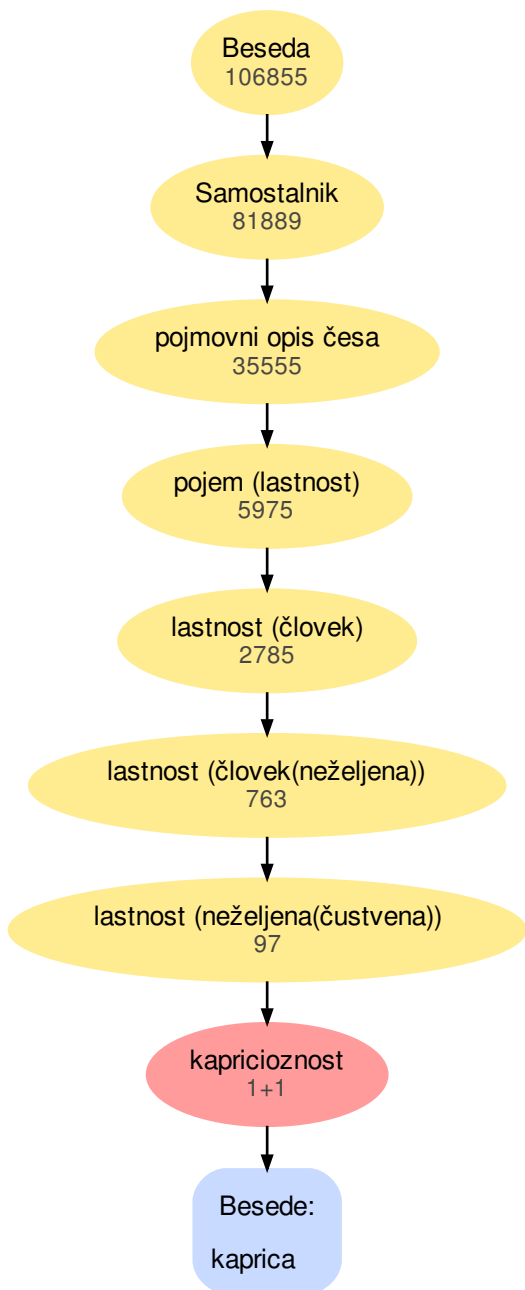 Beseda
106855
Samostalnik
81889
pojmovni opis česa
35555
pojem (lastnost)
5975
lastnost (človek)
2785
lastnost (človek(neželjena))
763
lastnost (neželjena(čustvena))
97
kapricioznost
1+1
Besede:
kaprica